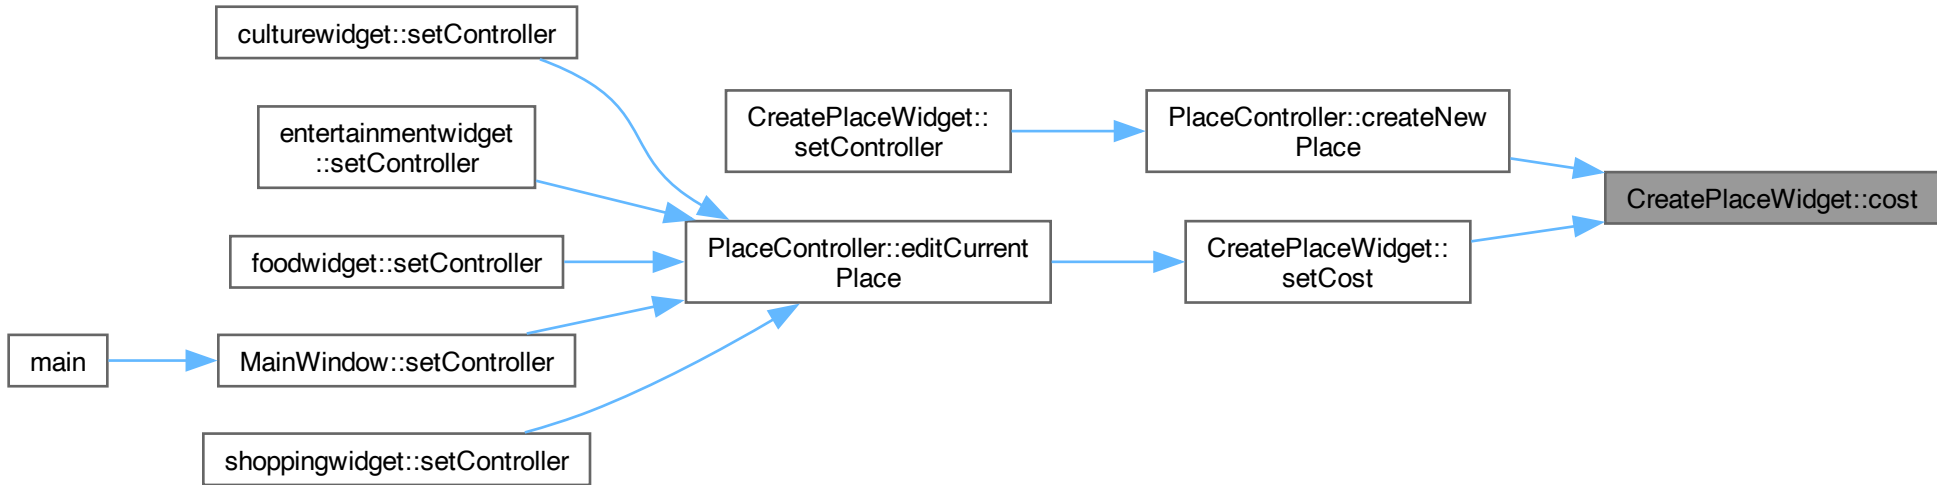 culturewidget::setController
entertainmentwidget
::setController
foodwidget::setController
main
MainWindow::setController
shoppingwidget::setController
CreatePlaceWidget::
setController
PlaceController::editCurrent
Place
PlaceController::createNew
Place
CreatePlaceWidget::
setCost
CreatePlaceWidget::cost